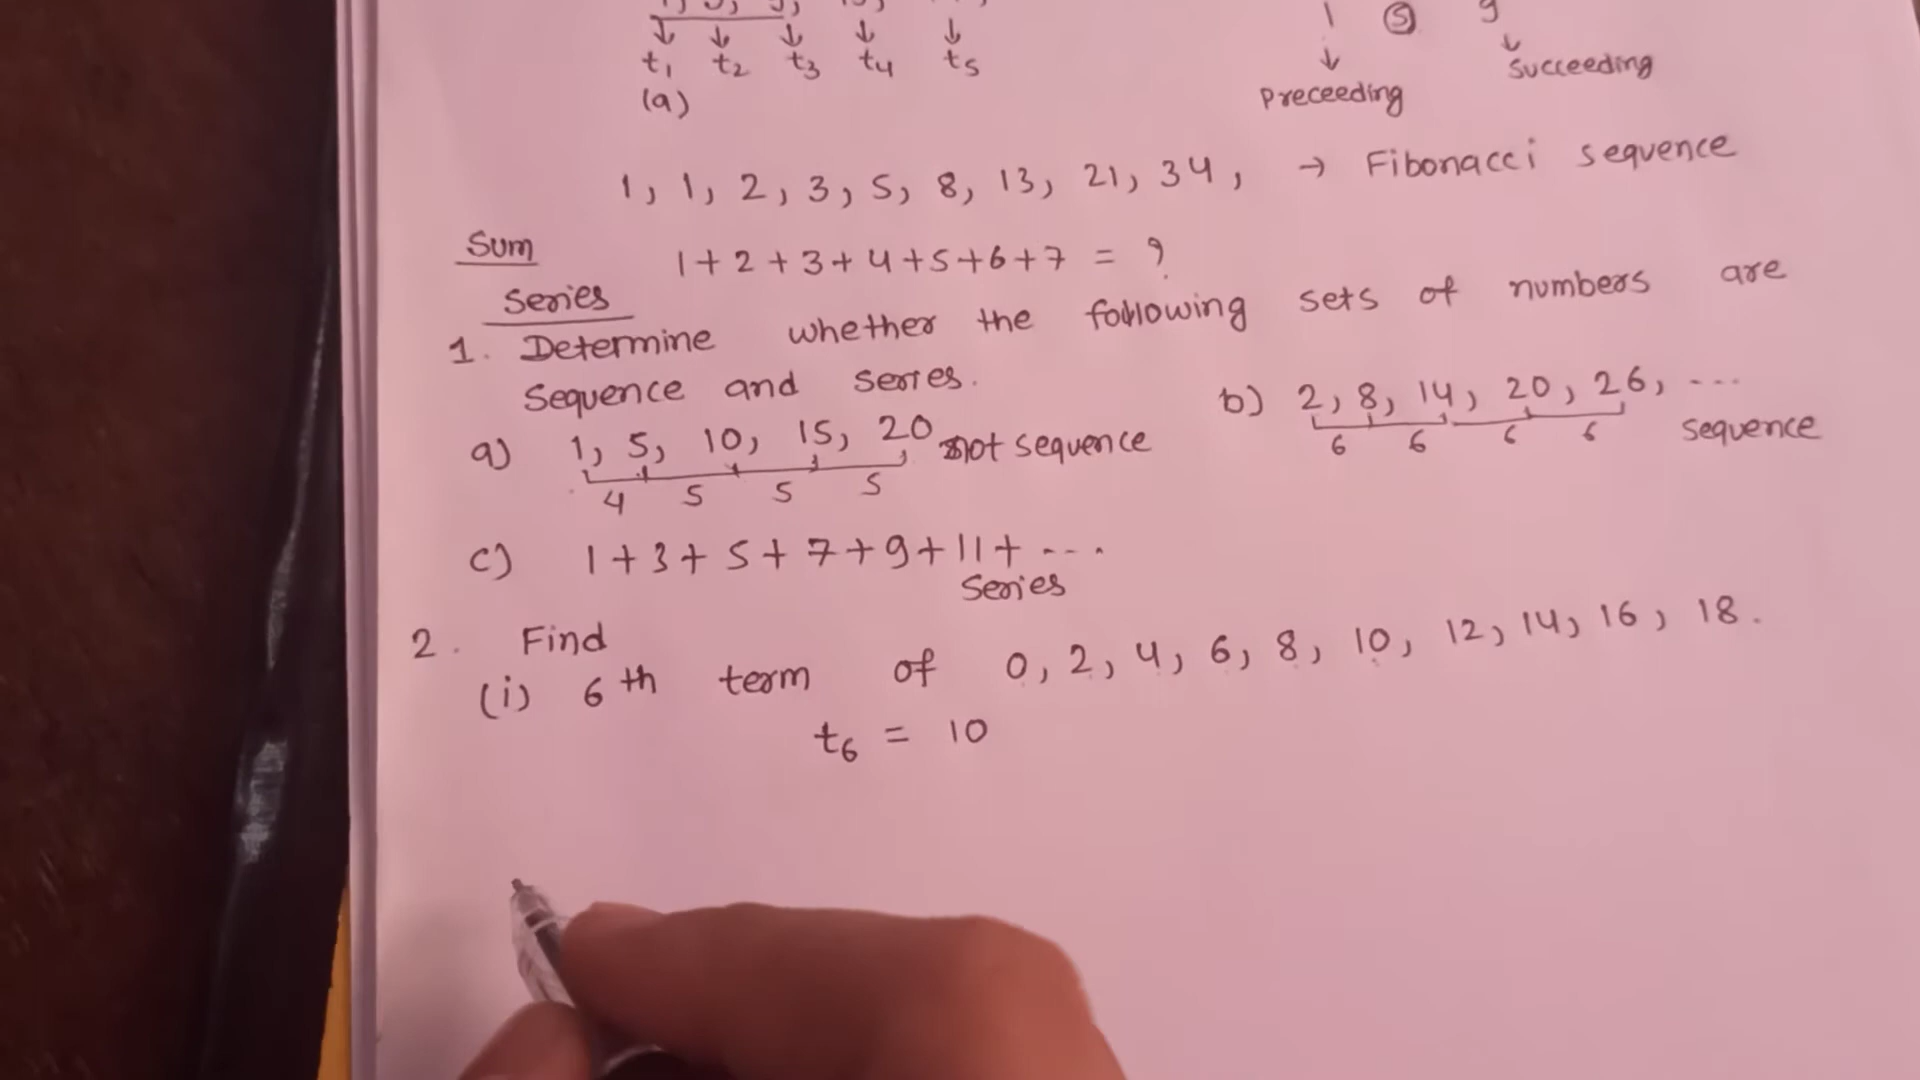 t1 t2 t3 t4 t5
(a)
1 5 9
Preceeding
Succeeding
1, 1, 2, 3, 5, 8, 13, 21, 34, → Fibonacci sequence
Sum
1+2+3+4+5+6+7 = ?
Series
1. Determine whether the following sets of numbers are
Sequence and series.
a) 1, 5, 10, 15, 20 not sequence
4 5 5 5
b) 2, 8, 14, 20, 26, ...
6 6 6 6 sequence
c) 1+3+5+7+9+11+ ...
Series
2. Find
(i) 6th term of 0, 2, 4, 6, 8, 10, 12, 14, 16, 18.
t6 = 10